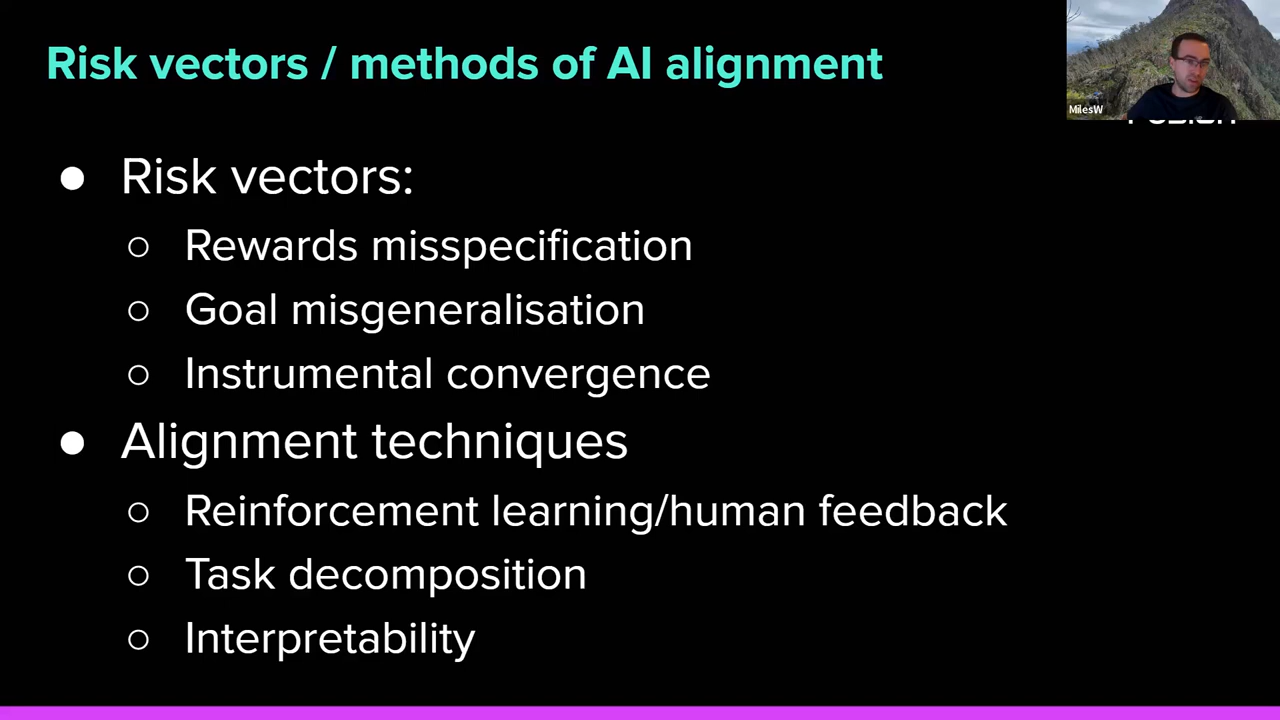 Risk vectors / methods of AI alignment
MilesW
● Risk vectors:
○ Rewards misspecification
○ Goal misgeneralisation
○ Instrumental convergence
● Alignment techniques
○ Reinforcement learning/human feedback
○ Task decomposition
○ Interpretability